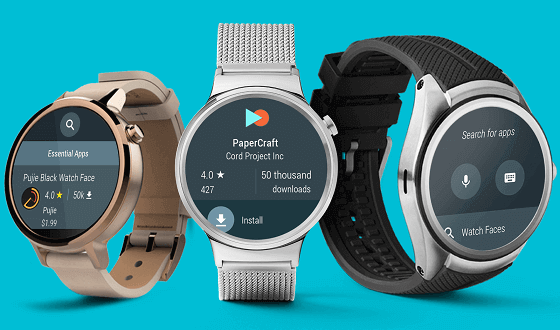 Essential Apps
Pujie Black Watch Face
4.0 ★ 50k
Pujie
$1.99
PaperCraft
Cord Project Inc
4.0 ★ 50 thousand
427 downloads
Install
Search for apps
Watch Faces